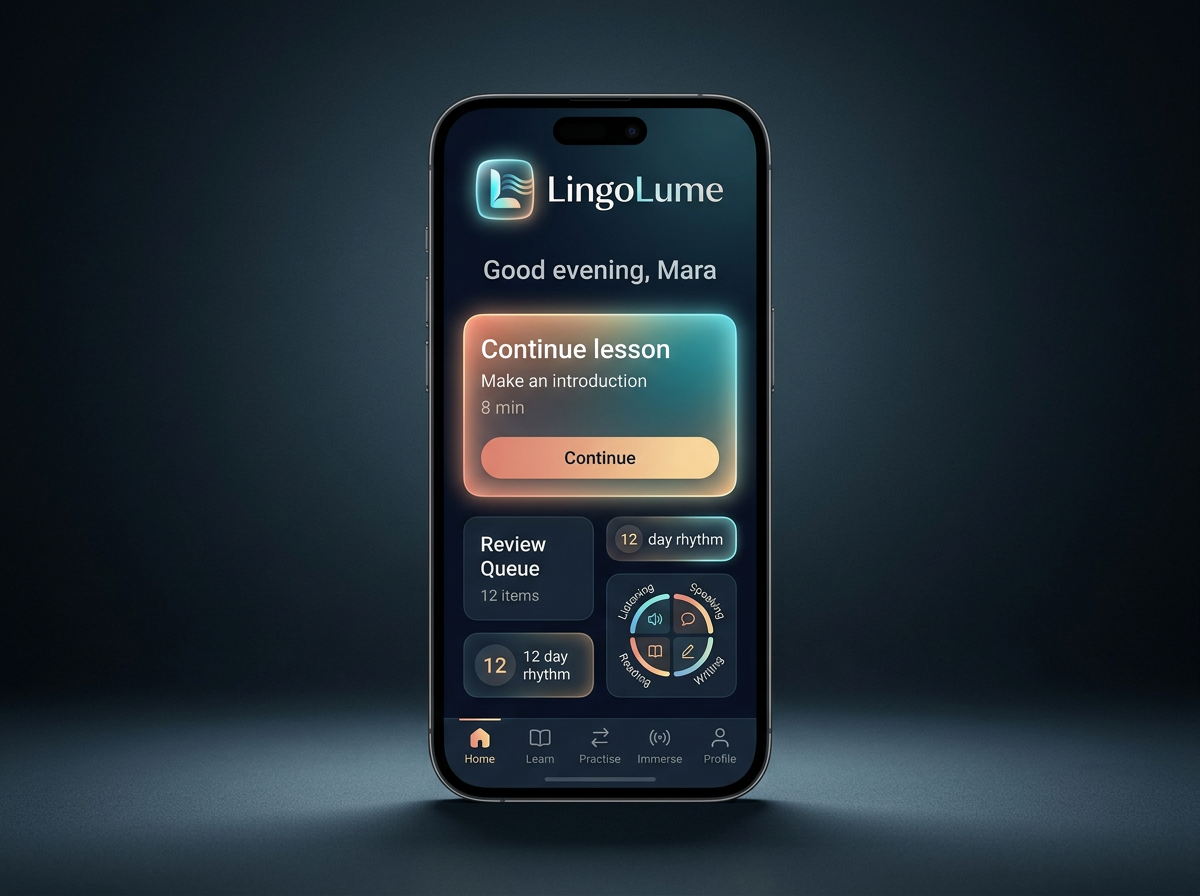 LingoLume
Good evening, Mara
Continue lesson
Make an introduction
8 min
Continue
Review
Queue
12 items
12 day rhythm
12
12 day
rhythm
Listening
Speaking
Reading
Writing
Home
Learn
Practise
Immerse
Profile